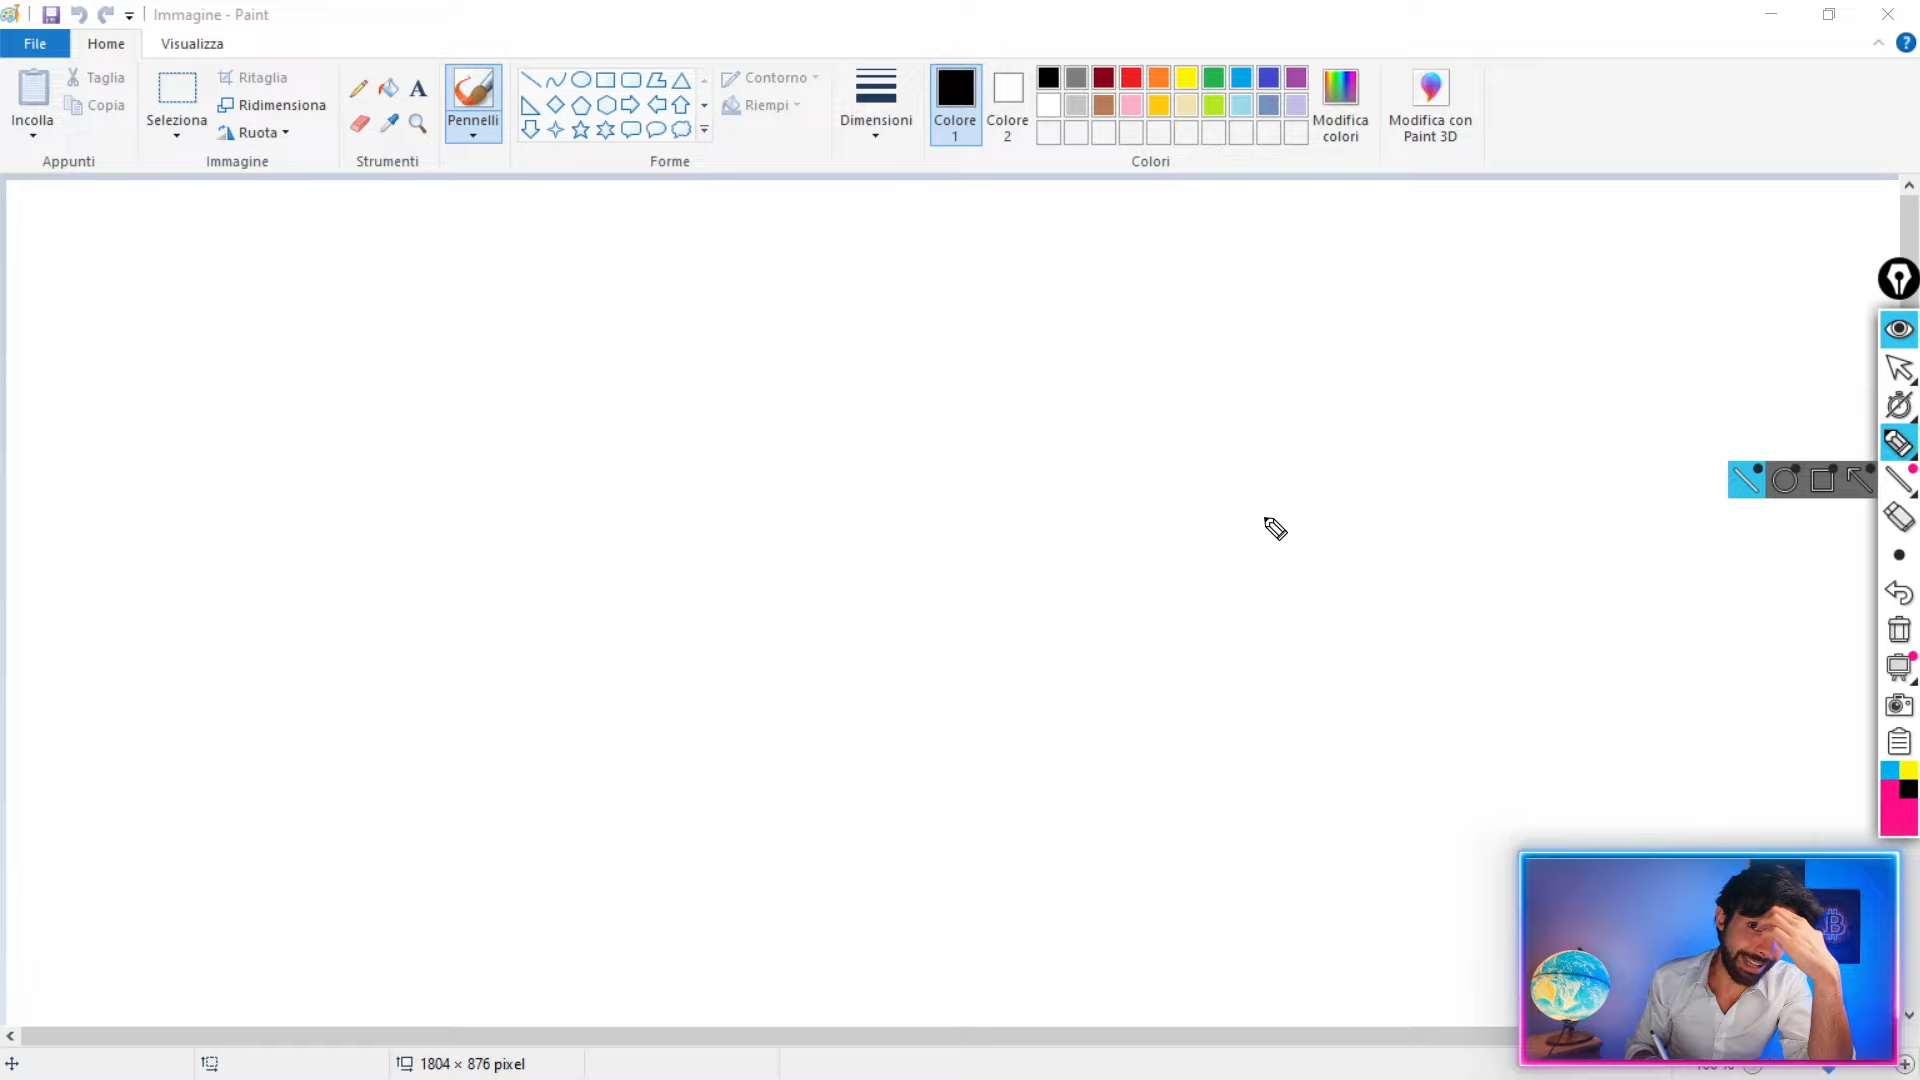 Immagine - Paint
File Home Visualizza
Incolla
Taglia
Copia
Appunti
Seleziona
Ritaglia
Ridimensiona
Ruota
Immagine
A
Strumenti
Pennelli
Contorno
Riempi
Forme
Dimensioni
Colore
1
Colore
2
Modifica
colori
Colori
Modifica con
Paint 3D
1804 × 876 pixel